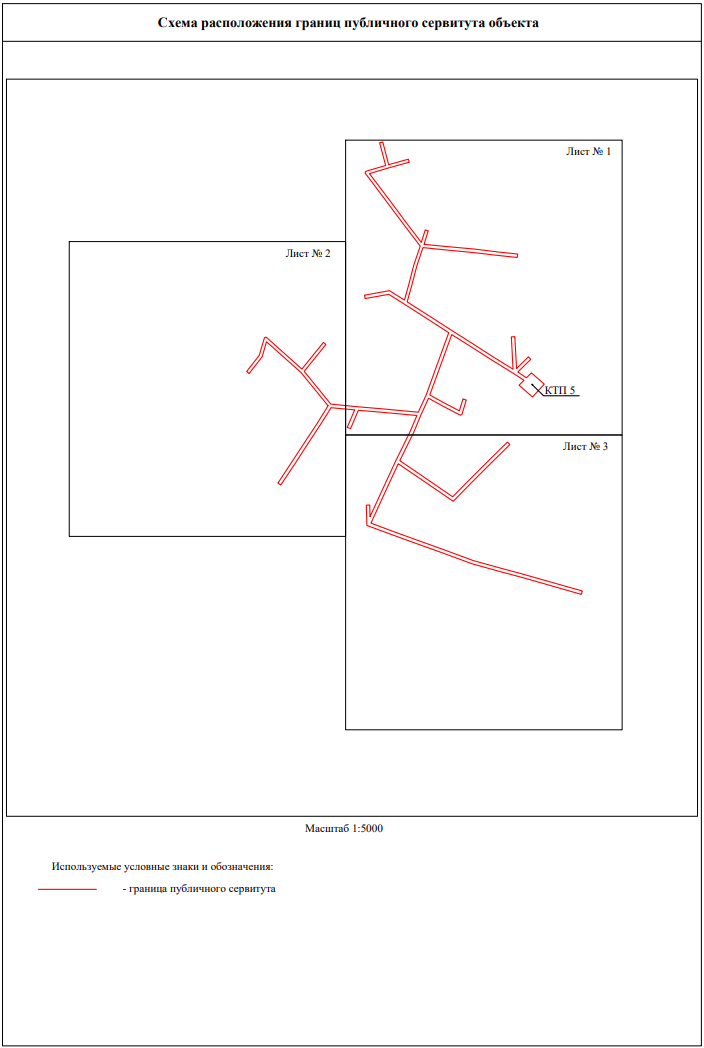 Схема расположения границ публичного сервитута объекта
Лист № 1
Лист № 2
КТП 5
Лист № 3
Масштаб 1:5000
Используемые условные знаки и обозначения:
- граница публичного сервитута